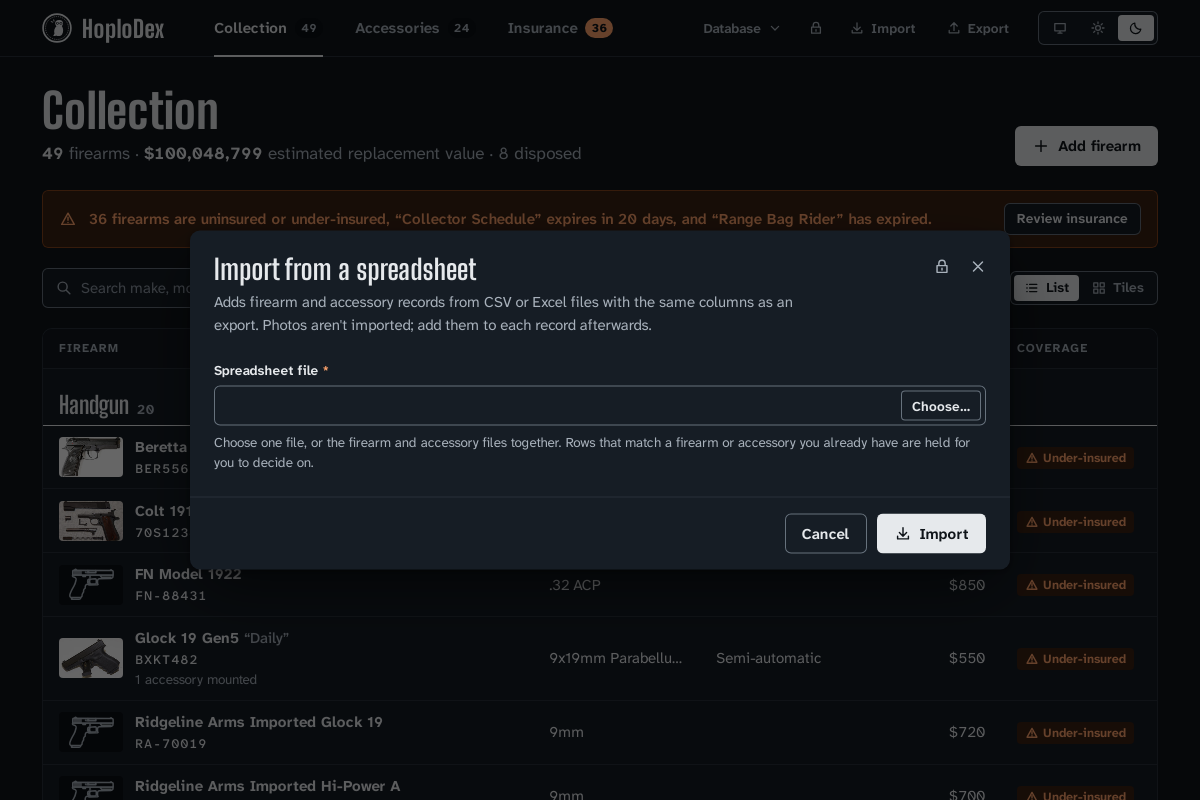 HoploDex
Collection 49
Accessories 24
Insurance 36
Database
Import
Export
Collection
49 firearms · $100,048,799 estimated replacement value · 8 disposed
Add firearm
36 firearms are uninsured or under-insured, “Collector Schedule” expires in 20 days, and “Range Bag Rider” has expired.
Review insurance
Search make, mo
List
Tiles
Import from a spreadsheet
Adds firearm and accessory records from CSV or Excel files with the same columns as an
export. Photos aren't imported; add them to each record afterwards.
Spreadsheet file *
Choose...
Choose one file, or the firearm and accessory files together. Rows that match a firearm or accessory you already have are held for
you to decide on.
Cancel
Import
FIREARM
COVERAGE
Handgun 20
Beretta
BER556
Under-insured
Colt 191
70S123
Under-insured
FN Model 1922
FN-88431
.32 ACP
$850
Under-insured
Glock 19 Gen5 “Daily”
BXKT482
1 accessory mounted
9x19mm Parabellu...
Semi-automatic
$550
Under-insured
Ridgeline Arms Imported Glock 19
RA-70019
9mm
$720
Under-insured
Ridgeline Arms Imported Hi-Power A
9mm
$700
Under-insured